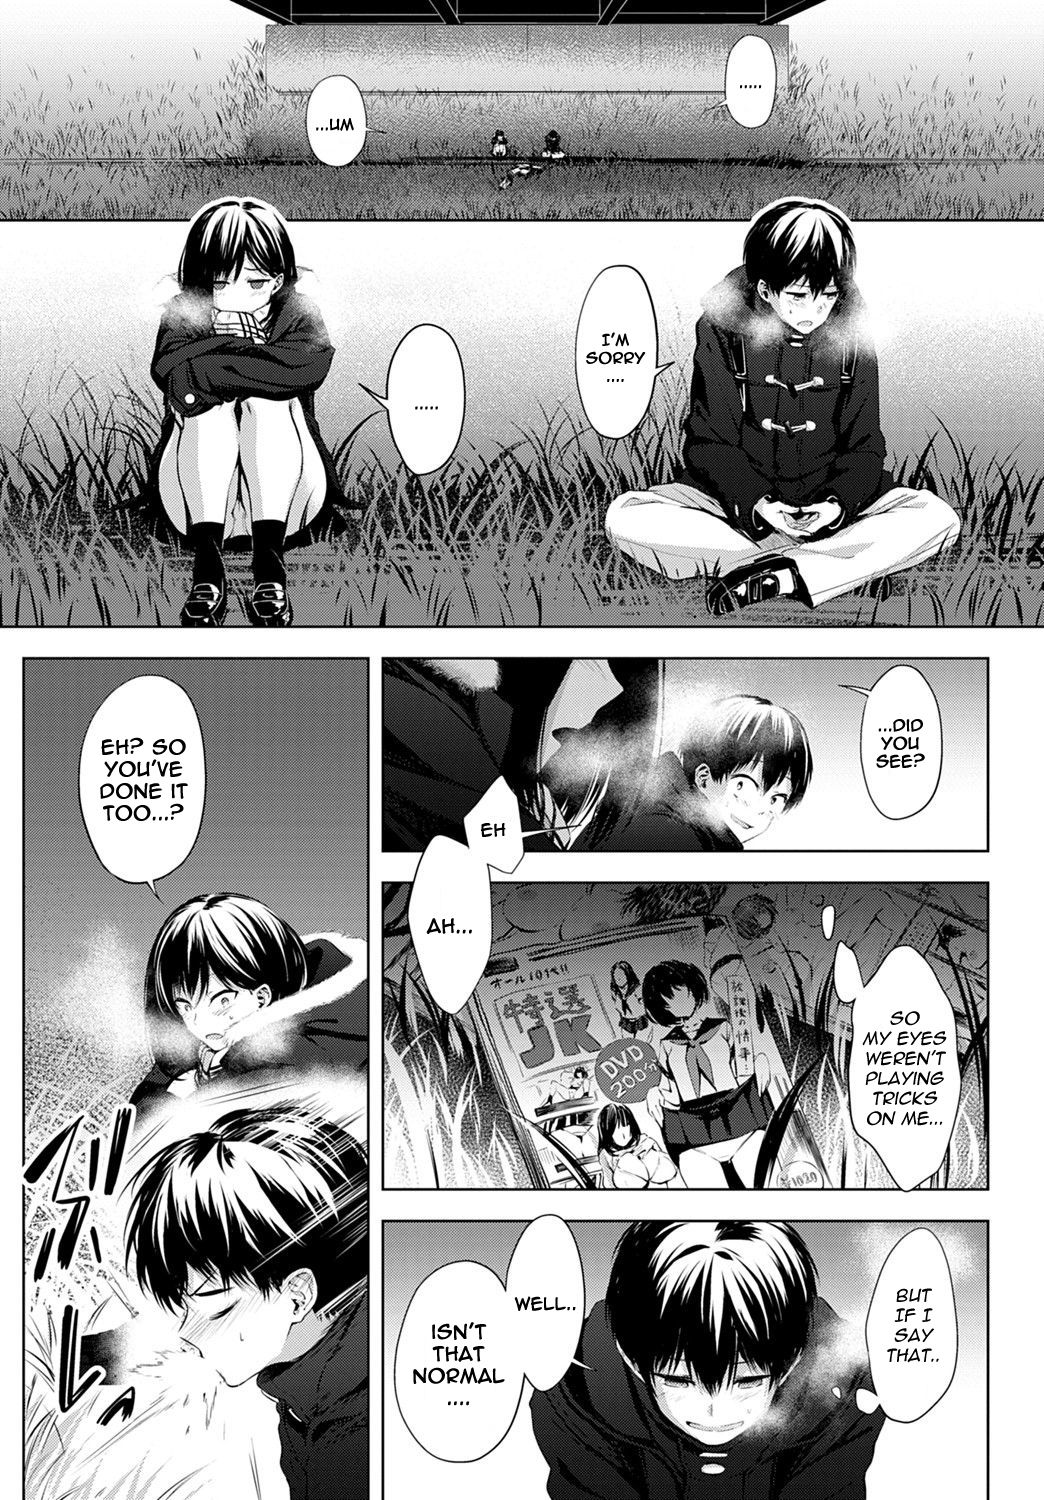 .....
...UM
I'M
SORRY
....
.....
...DID
YOU
SEE?
EH
AH...
SO
MY EYES
WEREN'T
PLAYING
TRICKS
ON ME...
特選
JK
DVD
BUT
IF I
SAY
THAT..
WELL..
ISN'T
THAT
NORMAL
....
EH? SO
YOU'VE
DONE IT
TOO...?